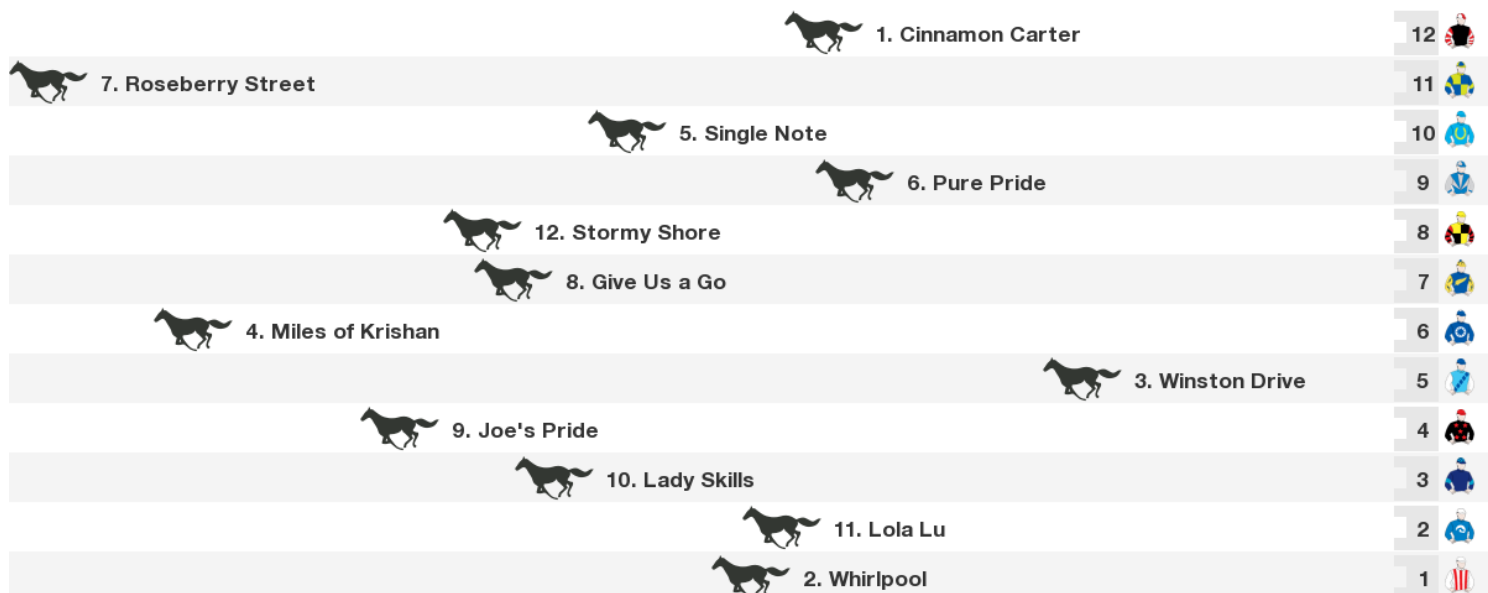 1. Cinnamon Carter 12
7. Roseberry Street 11
5. Single Note 10
6. Pure Pride 9
12. Stormy Shore 8
8. Give Us a Go 7
4. Miles of Krishan 6
3. Winston Drive 5
9. Joe's Pride 4
10. Lady Skills 3
11. Lola Lu 2
2. Whirlpool 1